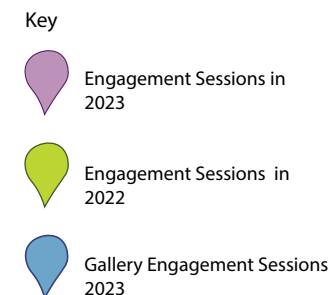 Key
Engagement Sessions in
2023
Engagement Sessions in
2022
Gallery Engagement Sessions
2023